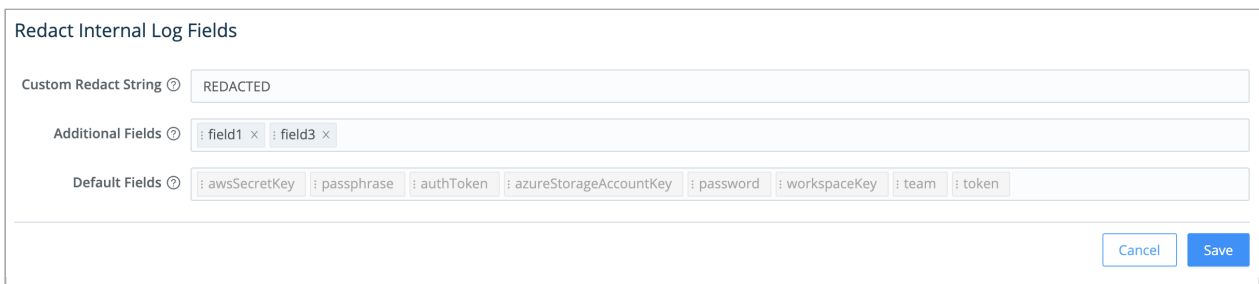 Redact Internal Log Fields
Custom Redact String ? REDACTED
Additional Fields ? field1 × field3 ×
Default Fields ? awsSecretKey passphrase authToken azureStorageAccountKey password workspaceKey team token
Cancel Save